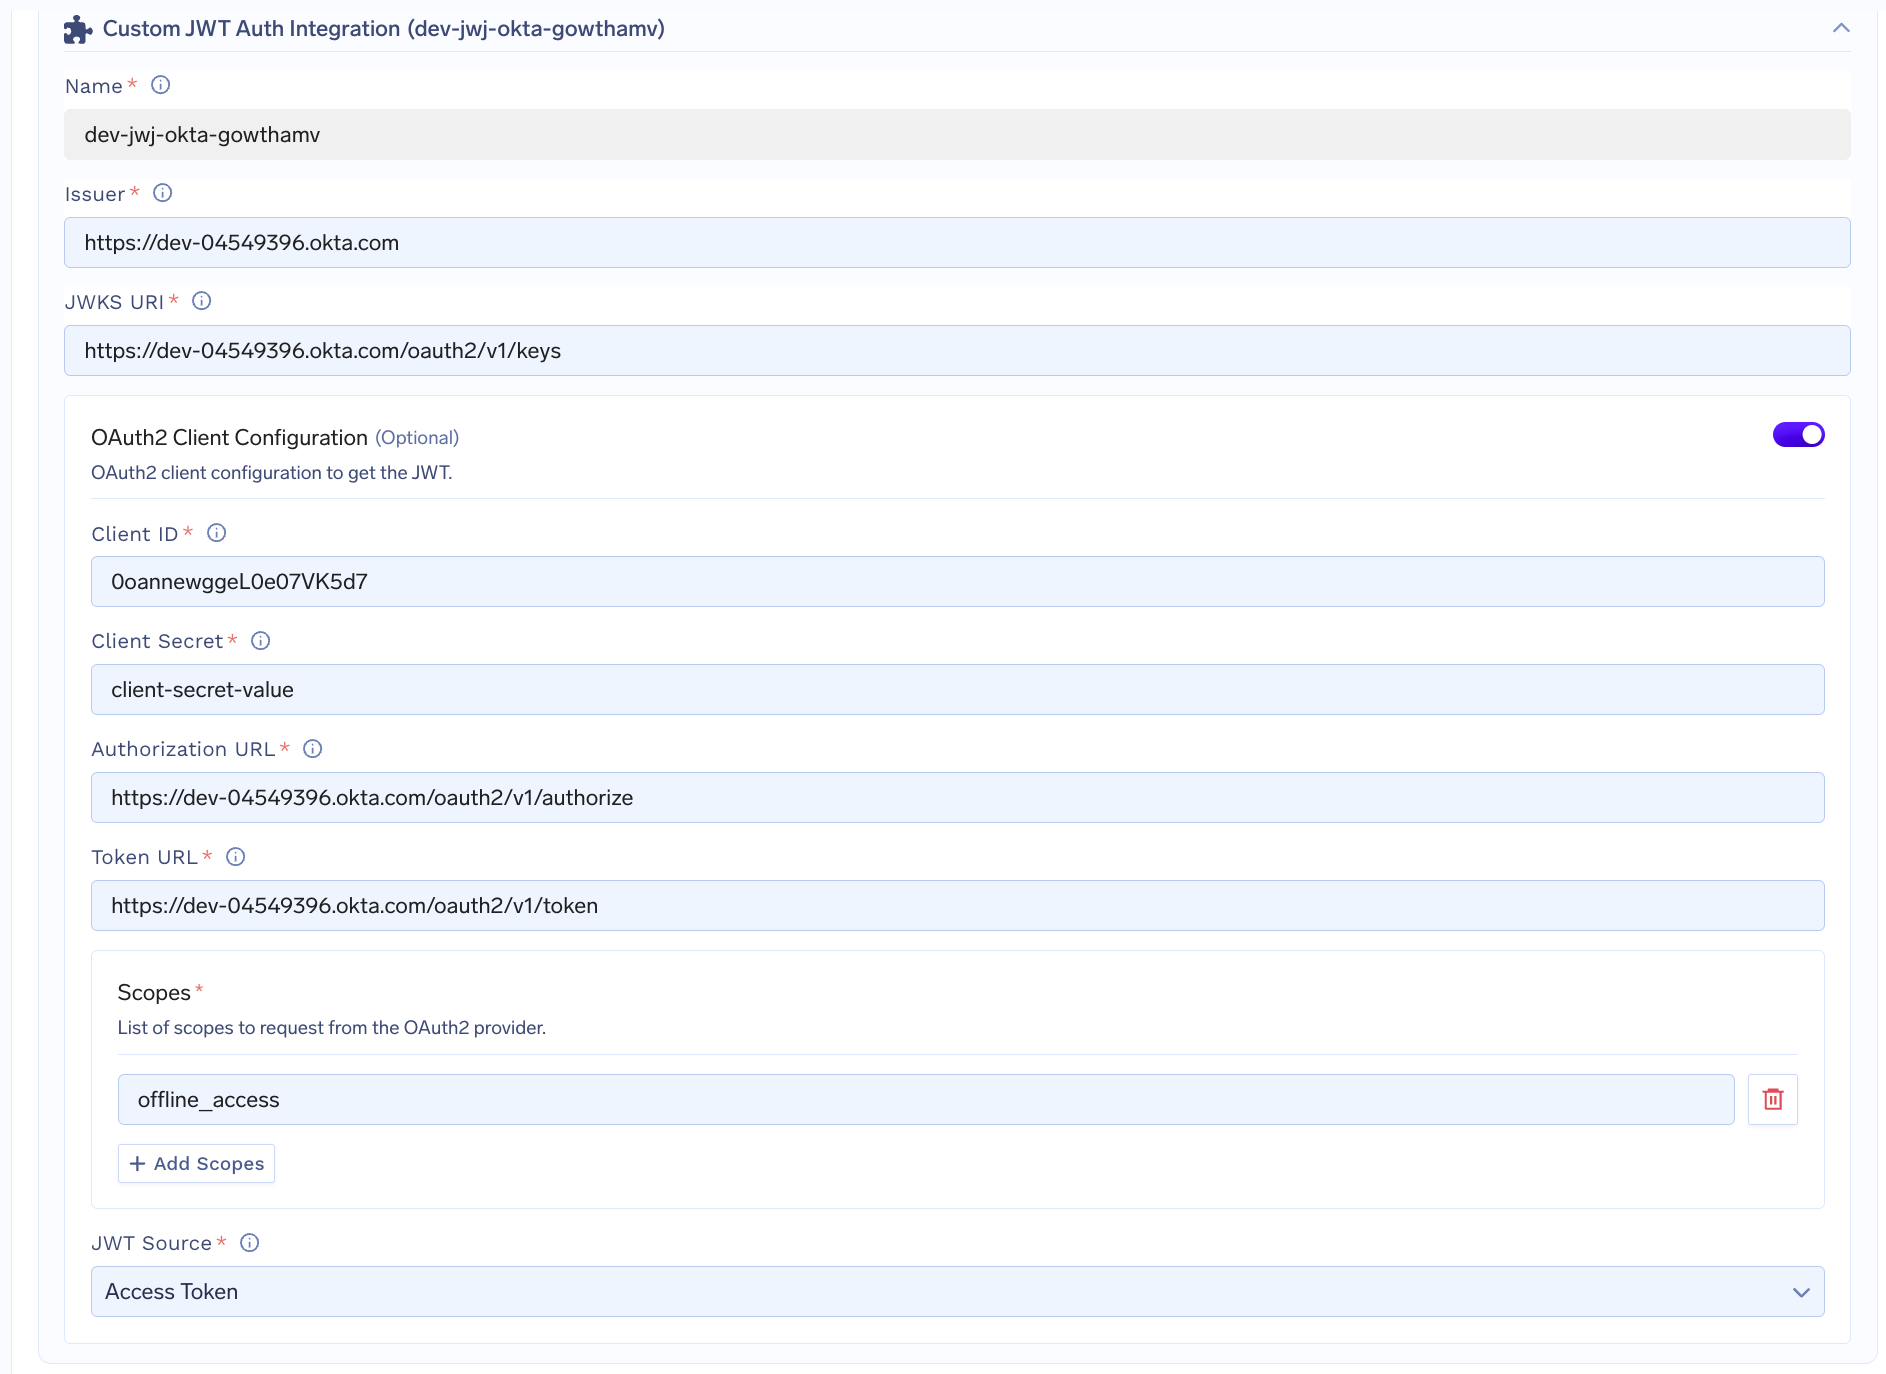 Custom JWT Auth Integration (dev-jwj-okta-gowthamv)
Name*
dev-jwj-okta-gowthamv
Issuer*
https://dev-04549396.okta.com
JWKS URI*
https://dev-04549396.okta.com/oauth2/v1/keys
OAuth2 Client Configuration (Optional)
OAuth2 client configuration to get the JWT.
Client ID*
0oannewggeL0e07VK5d7
Client Secret*
client-secret-value
Authorization URL*
https://dev-04549396.okta.com/oauth2/v1/authorize
Token URL*
https://dev-04549396.okta.com/oauth2/v1/token
Scopes*
List of scopes to request from the OAuth2 provider.
offline_access
+ Add Scopes
JWT Source*
Access Token